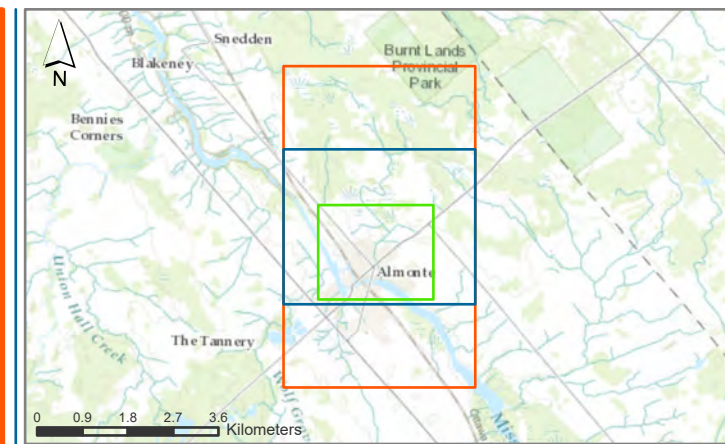 Snedden
Burnt Lands
Provincial
Park
N
Blakeney
Bennies
Corners
Almonte
Union Hall Creek
The Tannery
0 0.9 1.8 2.7 3.6
Kilometers